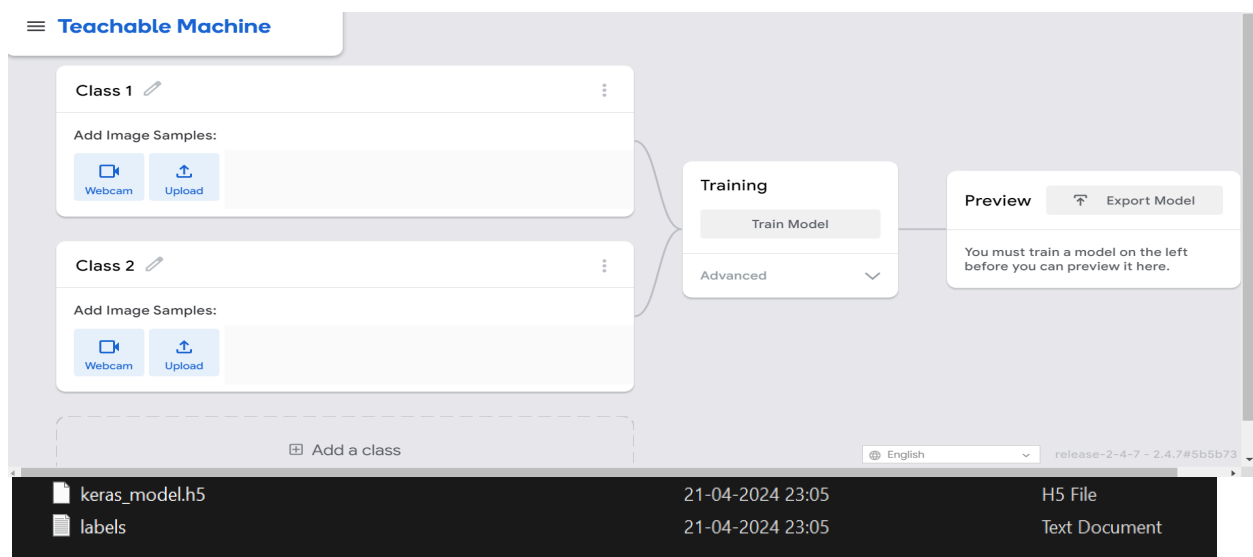 Teachable Machine
Class 1
Add Image Samples:
Webcam
Upload
Class 2
Add Image Samples:
Webcam
Upload
Add a class
Training
Train Model
Advanced
Preview
Export Model
You must train a model on the left
before you can preview it here.
English
release-2-4-7 - 2.4.7#5b5b73
keras_model.h5 21-04-2024 23:05 H5 File
labels 21-04-2024 23:05 Text Document